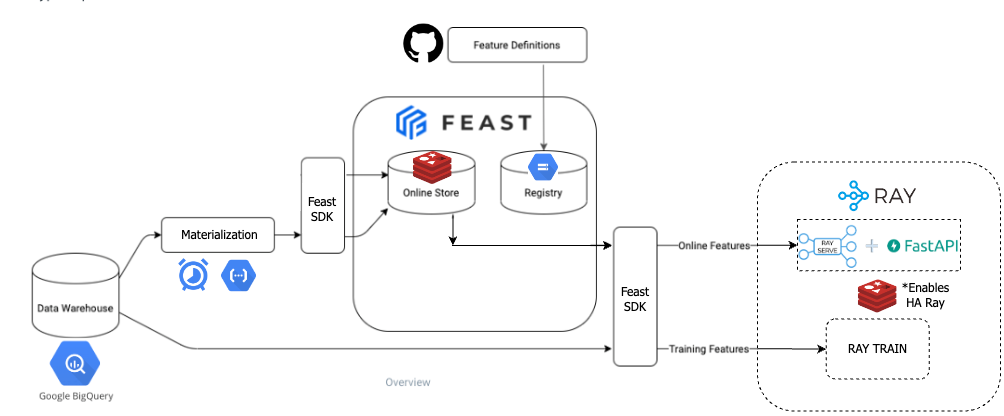 Feature Definitions
FEAST
Online Store
Registry
Feast
SDK
Materialization
Data Warehouse
Google BigQuery
Feast
SDK
Online Features
Training Features
Overview
RAY
RAY
SERVE
+
FastAPI
*Enables
HA Ray
RAY TRAIN